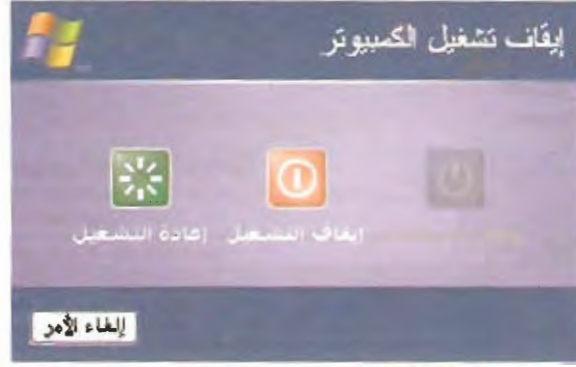 إيقاف تشغيل الكمبيوتر
إيقاف التشغيل
إعادة التشغيل
إلغاء الأمر